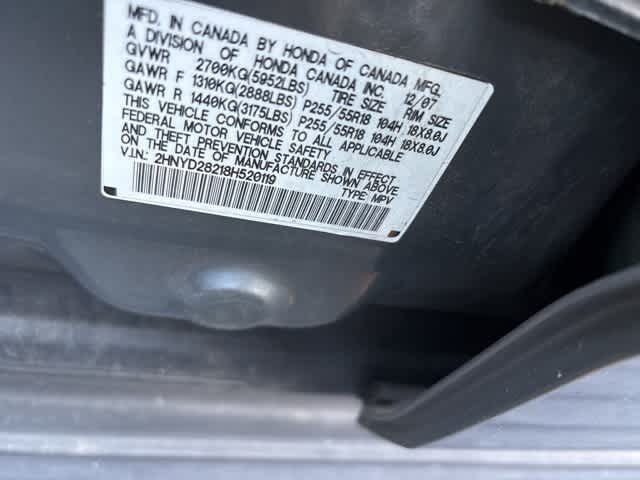 MFD. IN CANADA BY HONDA OF CANADA MFG.
A DIVISION OF HONDA CANADA INC. 12/07
GVWR 2700KG(5952LBS) TIRE SIZE RIM SIZE
GAWR F 1310KG(2888LBS) P255/55R18 104H 18X8.0J
GAWR R 1440KG(3175LBS) P255/55R18 104H 18X8.0J
THIS VEHICLE CONFORMS TO ALL APPLICABLE
FEDERAL MOTOR VEHICLE SAFETY
AND THEFT PREVENTION STANDARDS IN EFFECT
ON THE DATE OF MANUFACTURE SHOWN ABOVE.
V.I.N.: 2HNYD28218H520119 TYPE MPV